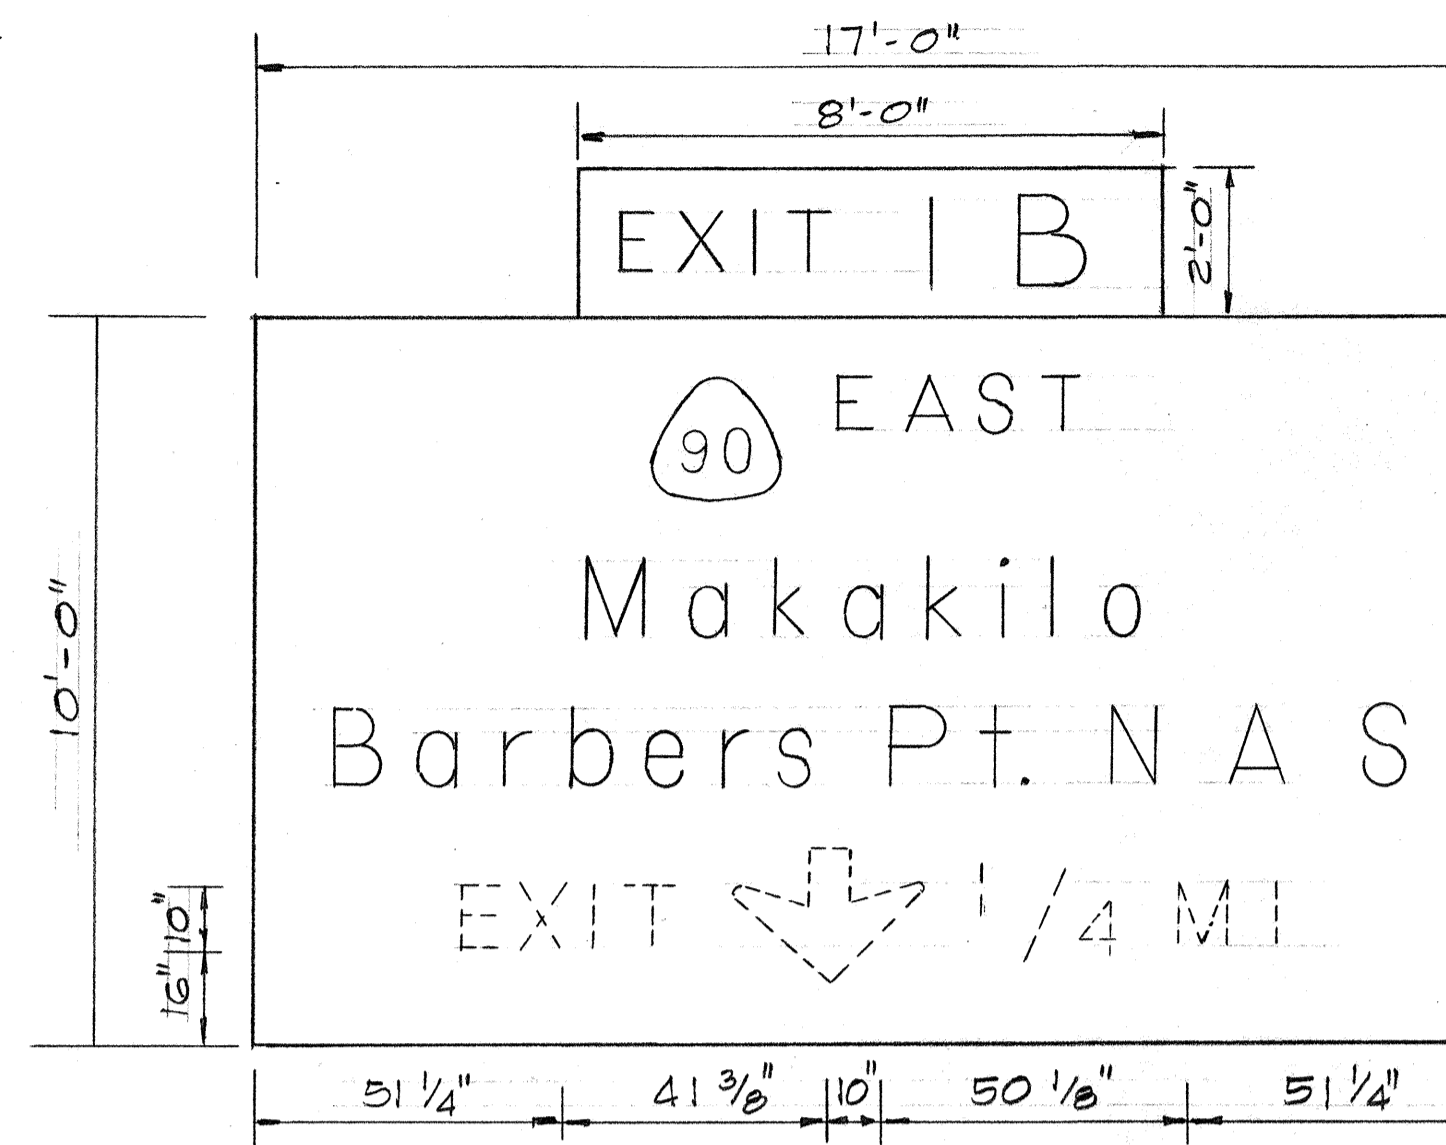 17'-0"
8'-0"
EXIT 1 B
2'-0"
90 EAST
Makakilo
10'-0"
Barbers Pt. N A S
EXIT 1/4 MI
10"
16"
51 1/4" 41 3/8" 10" 50 1/8" 51 1/4"